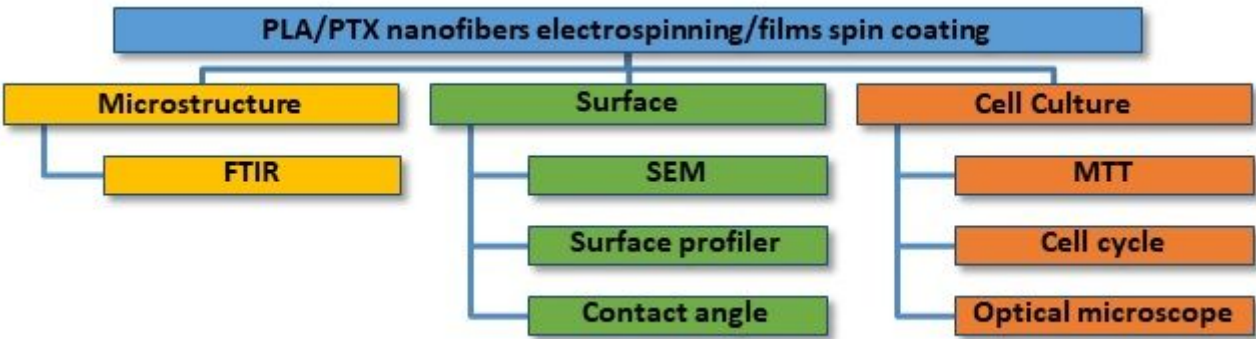 PLA/PTX nanofibers electrospinning/films spin coating
Microstructure
FTIR
Surface
SEM
Surface profiler
Contact angle
Cell Culture
MTT
Cell cycle
Optical microscope